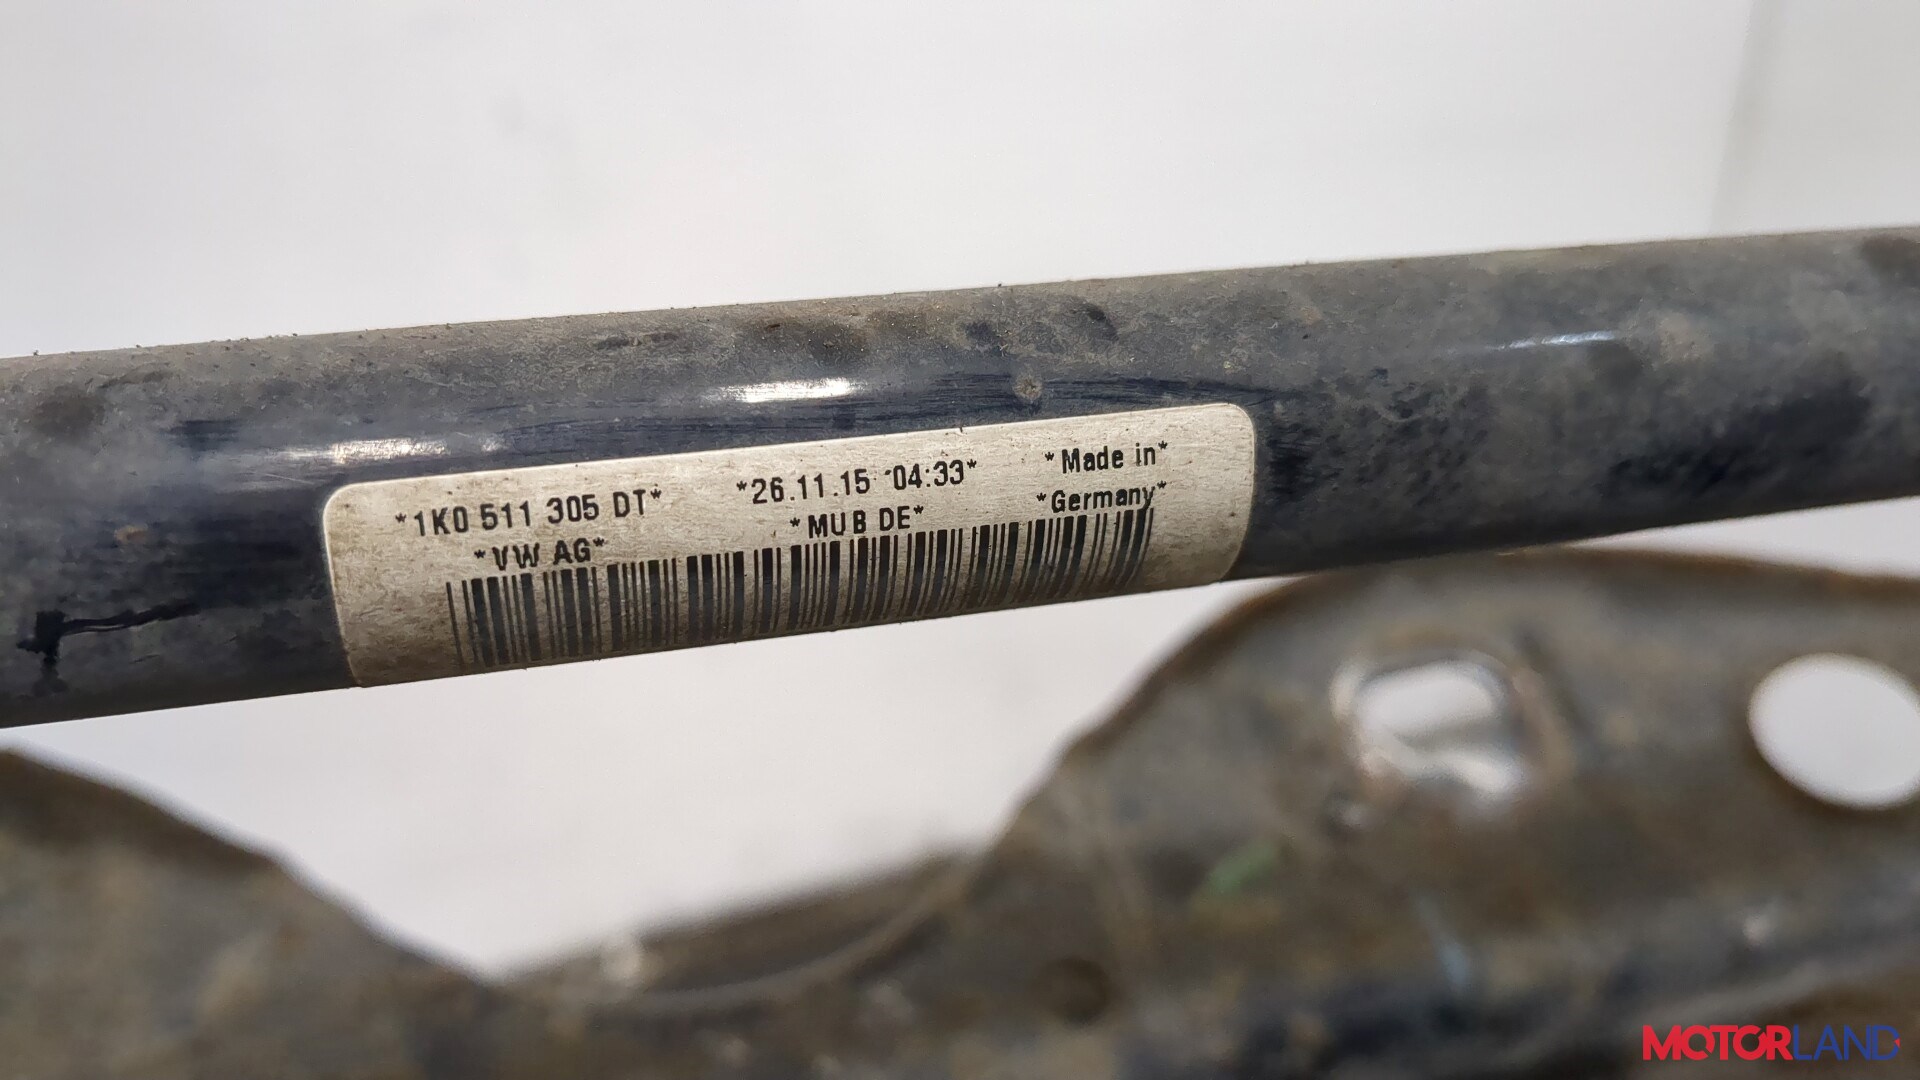 *1K0 511 305 DT* *26.11.15 04:33* *Made in*
*VW AG* *MUB DE* *Germany*
MOTORLAND